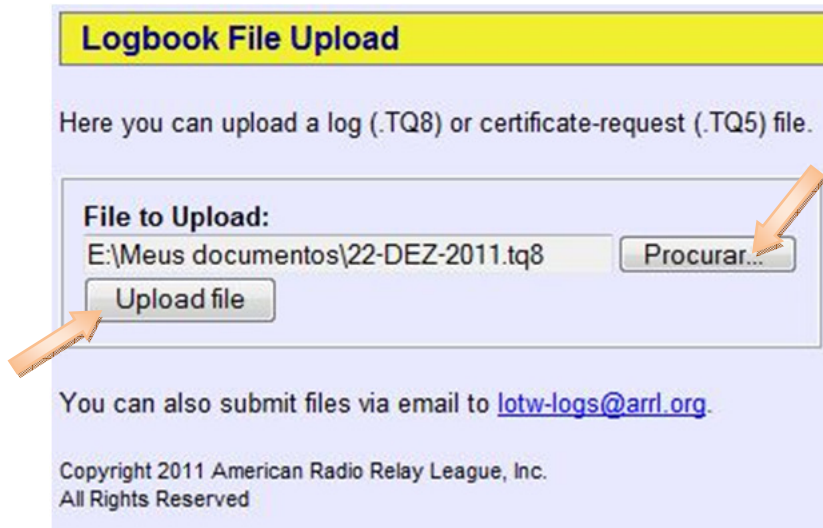 Logbook File Upload
Here you can upload a log (.TQ8) or certificate-request (.TQ5) file.
File to Upload:
E:\Meus documentos\22-DEZ-2011.tq8 Procurar...
Upload file
You can also submit files via email to lotw-logs@arrl.org.
Copyright 2011 American Radio Relay League, Inc.
All Rights Reserved